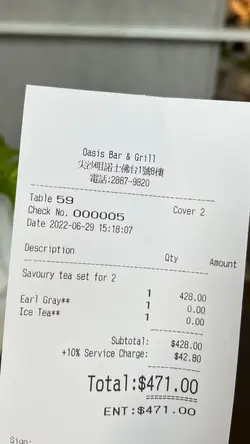 Oasis Bar & Grill
尖沙咀諾士佛台1號8樓
電話:2887-9820
Table 59
Check No. 000005 Cover 2
Date 2022-06-29 15:18:07
Description Qty Amount
Savoury tea set for 2
1 428.00
Earl Gray** 1 0.00
Ice Tea** 1 0.00
Subtotal: $428.00
+10% Service Charge: $42.80
Total:$471.00
ENT:$471.00
Sign: